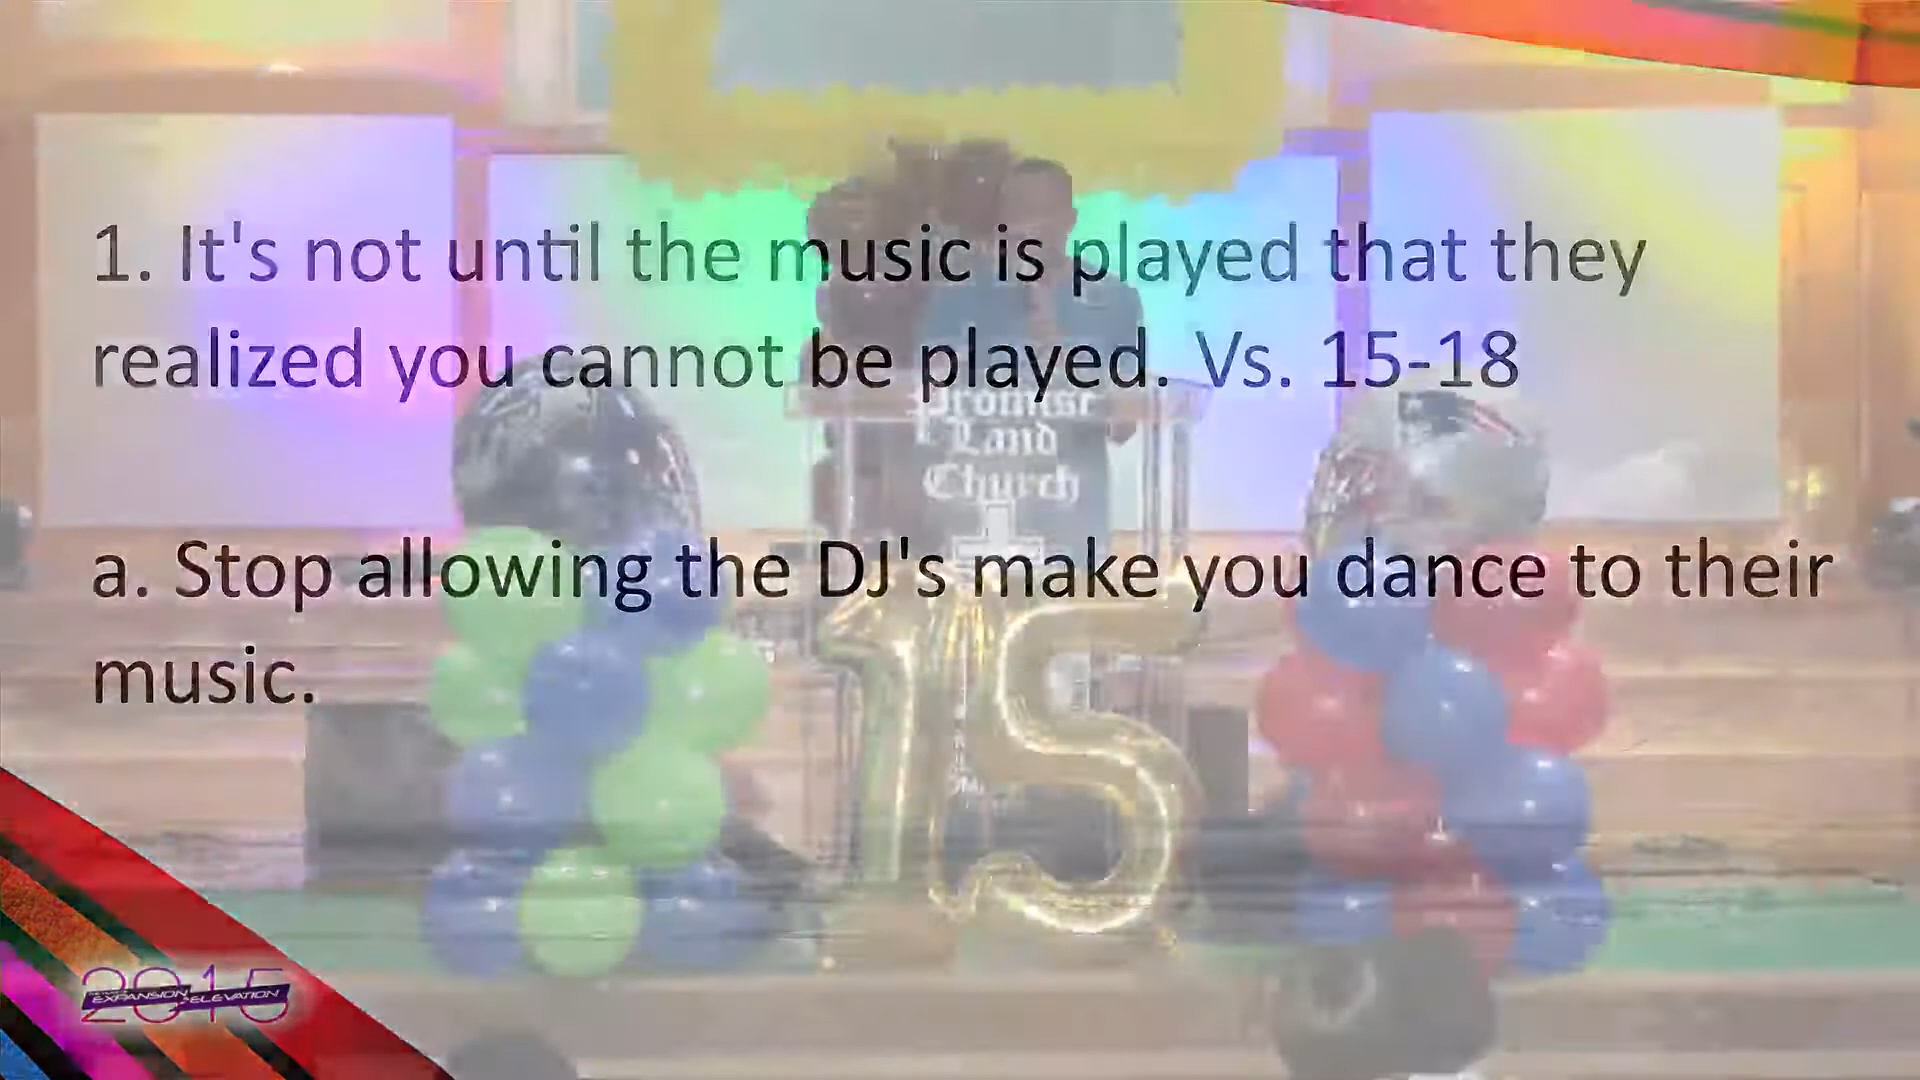 1. It's not until the music is played that they
realized you cannot be played. Vs. 15-18
Promise
Land
Church
a. Stop allowing the DJ's make you dance to their
music.
15
2015
EXPANSION ELEVATION